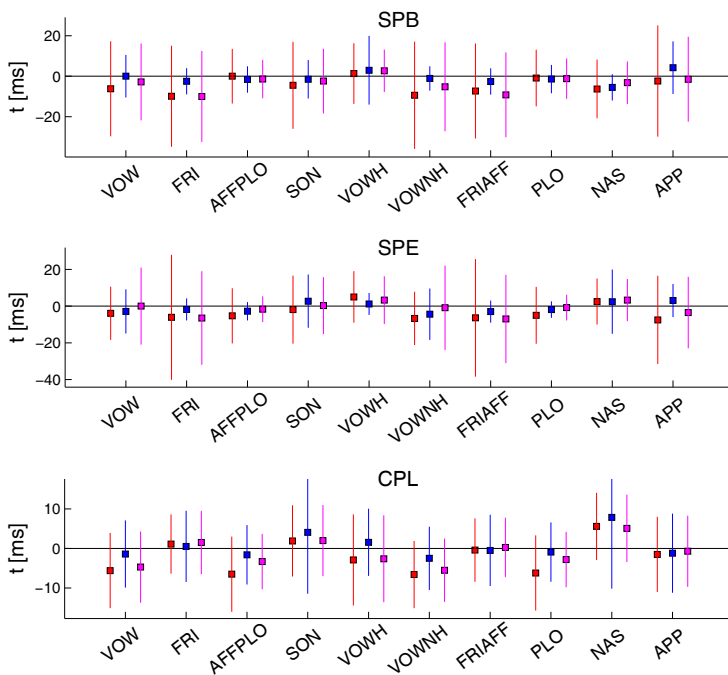 SPB
t [ms]
20
0
−20
VOW FRI AFFPLO SON VOWH VOWNH FRIAFF PLO NAS APP
SPE
t [ms]
20
0
−20
−40
VOW FRI AFFPLO SON VOWH VOWNH FRIAFF PLO NAS APP
CPL
t [ms]
10
0
−10
VOW FRI AFFPLO SON VOWH VOWNH FRIAFF PLO NAS APP